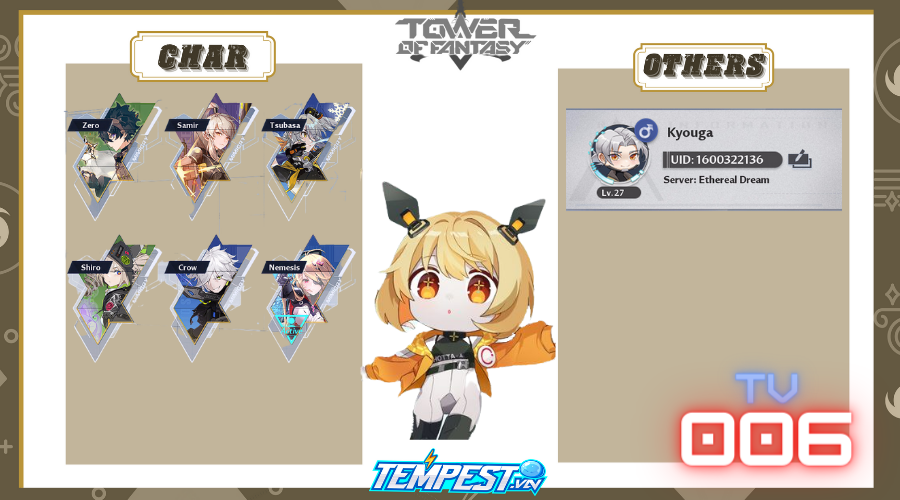 CHAR
TOWER
OF FANTASY
OTHERS
Zero
Samir
Tsubasa
Kyouga
UID: 1600322136
Lv.27
Server: Ethereal Dream
Shiro
Crow
Nemesis
TV
006
TEMPEST.VN